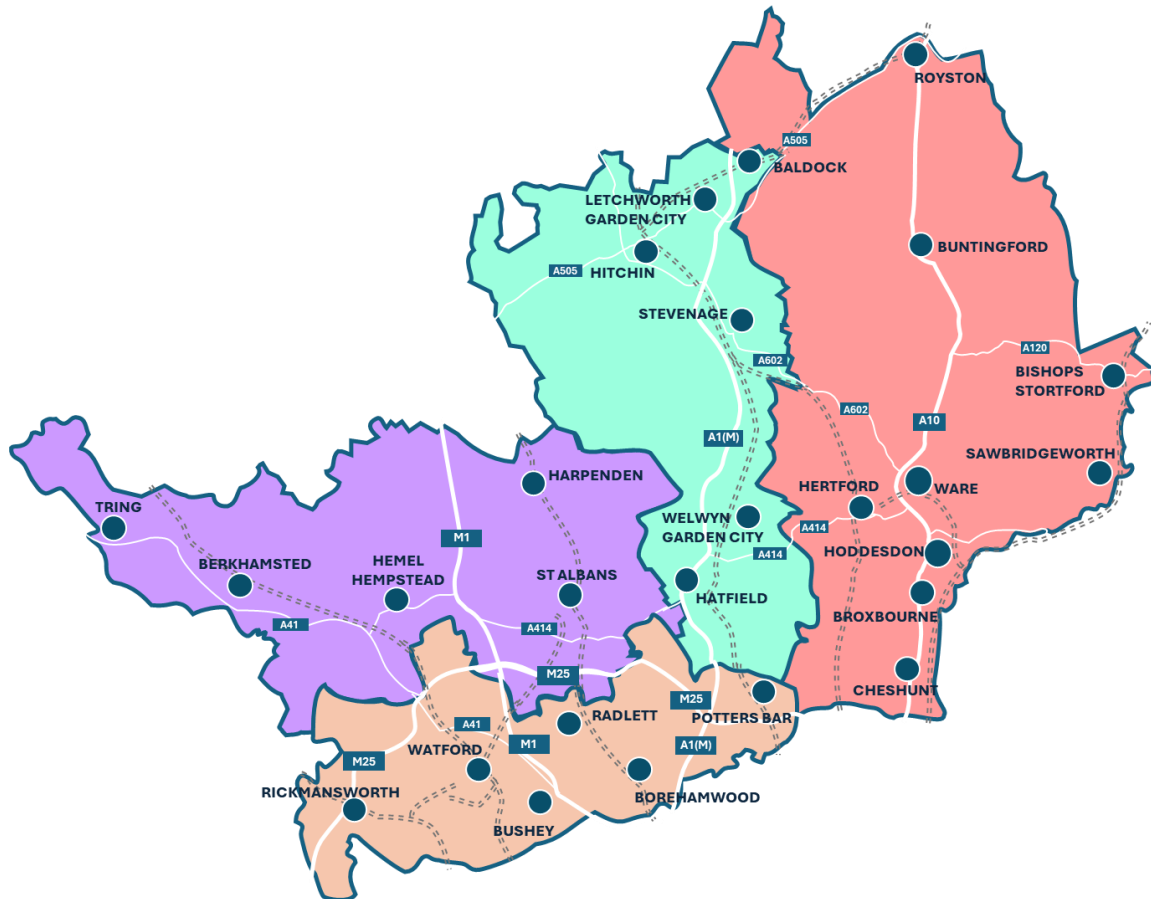 ROYSTON
A505
BALDOCK
LETCHWORTH
GARDEN CITY
BUNTINGFORD
HITCHIN
A505
STEVENAGE
A120
A602
BISHOPS
STORTFORD
A602
A10
A1(M)
SAWBRIDGEWORTH
HARPENDEN
HERTFORD
WARE
TRING
WELWYN
GARDEN CITY
A414
M1
A414
HODDESDON
BERKHAMSTED
HEMEL
HEMPSTEAD
ST ALBANS
HATFIELD
BROXBOURNE
A41
A414
M25
CHESHUNT
M25
POTTERS BAR
RADLETT
A41
WATFORD
M1
A1(M)
M25
RICKMANSWORTH
BOREHAMWOOD
BUSHEY